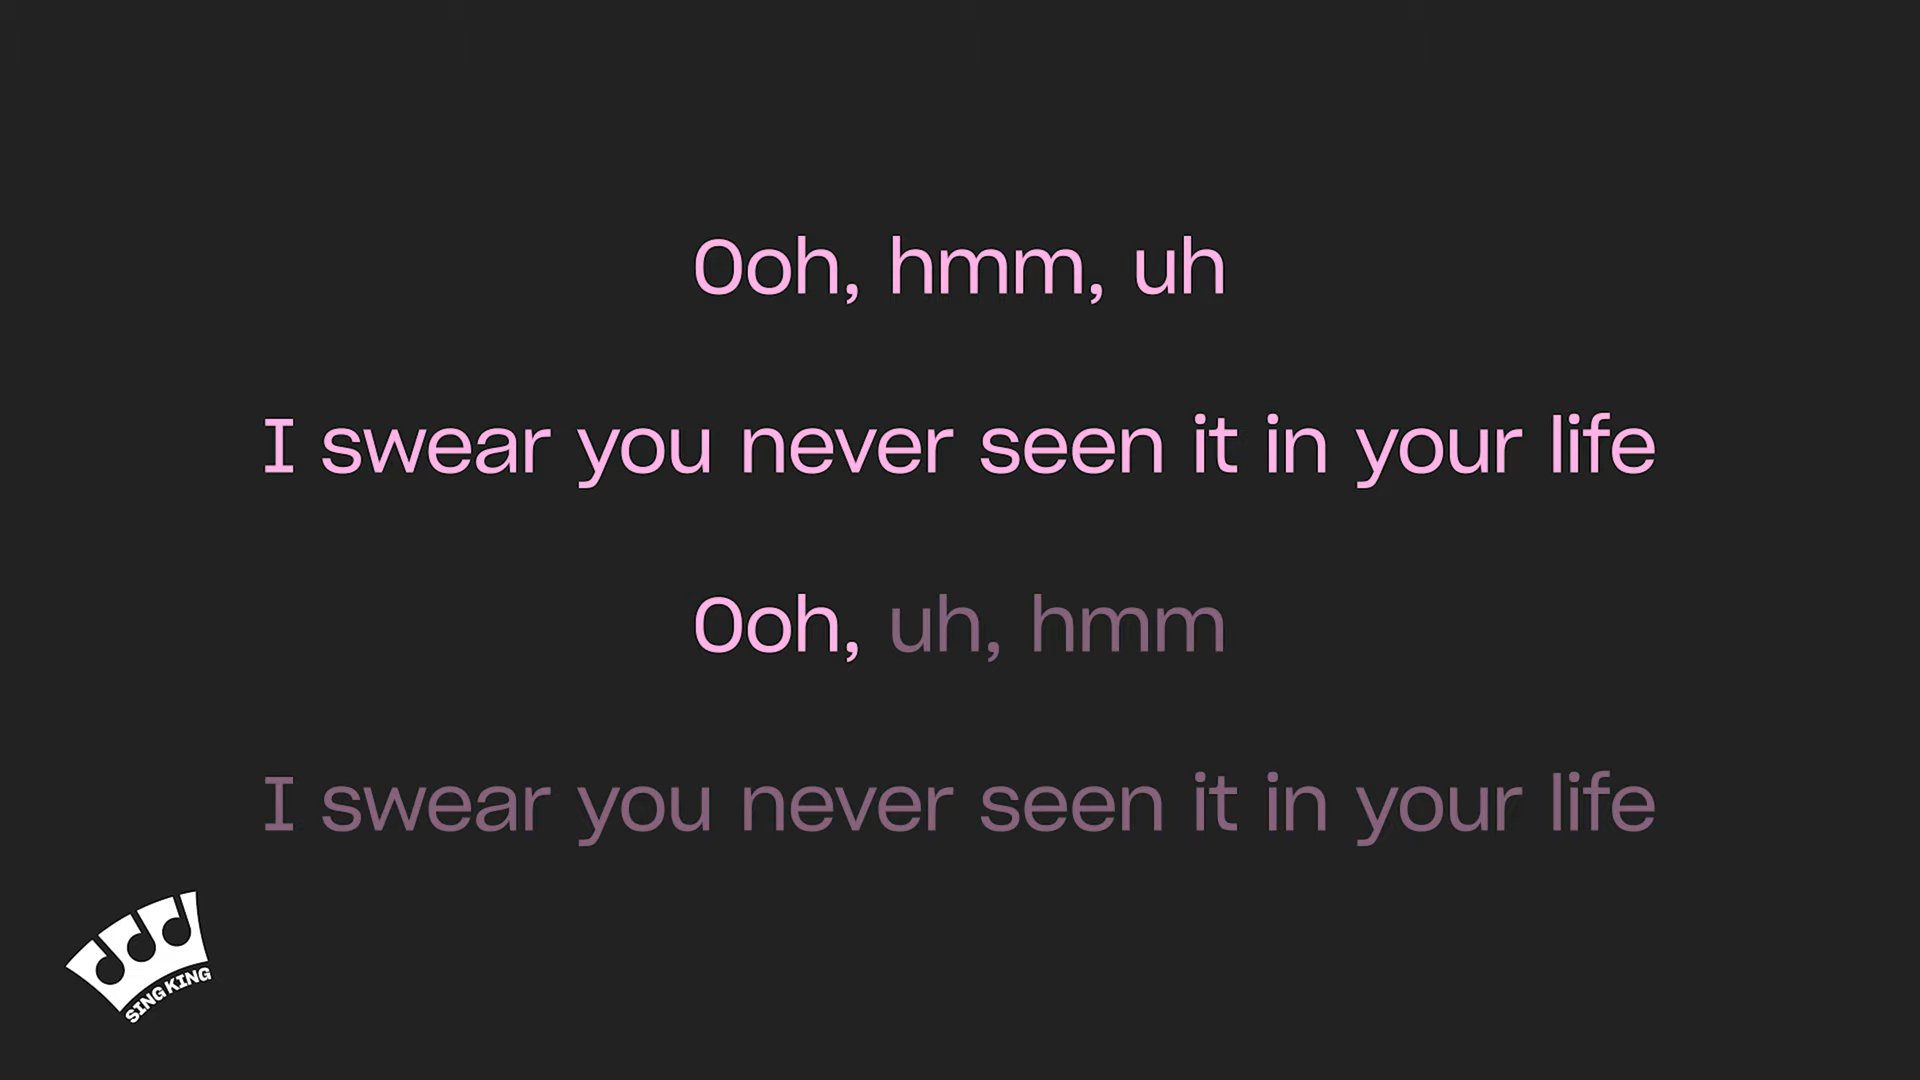 Ooh, hmm, uh
I swear you never seen it in your life
Ooh, uh, hmm
I swear you never seen it in your life
SING KING